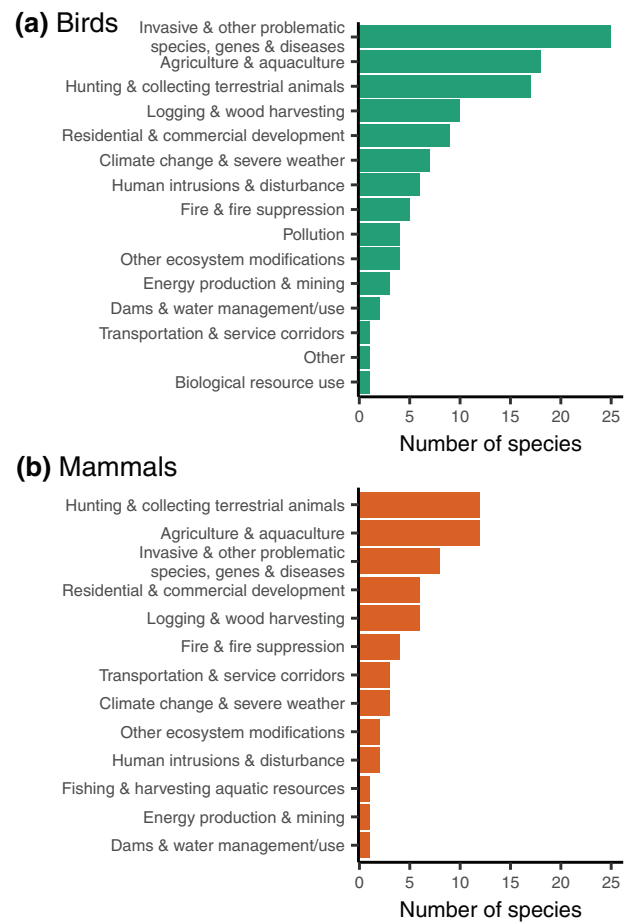 (a) Birds
Invasive & other problematic
species, genes & diseases
Agriculture & aquaculture
Hunting & collecting terrestrial animals
Logging & wood harvesting
Residential & commercial development
Climate change & severe weather
Human intrusions & disturbance
Fire & fire suppression
Pollution
Other ecosystem modifications
Energy production & mining
Dams & water management/use
Transportation & service corridors
Other
Biological resource use
0 5 10 15 20 25
Number of species
(b) Mammals
Hunting & collecting terrestrial animals
Agriculture & aquaculture
Invasive & other problematic
species, genes & diseases
Residential & commercial development
Logging & wood harvesting
Fire & fire suppression
Transportation & service corridors
Climate change & severe weather
Other ecosystem modifications
Human intrusions & disturbance
Fishing & harvesting aquatic resources
Energy production & mining
Dams & water management/use
0 5 10 15 20 25
Number of species